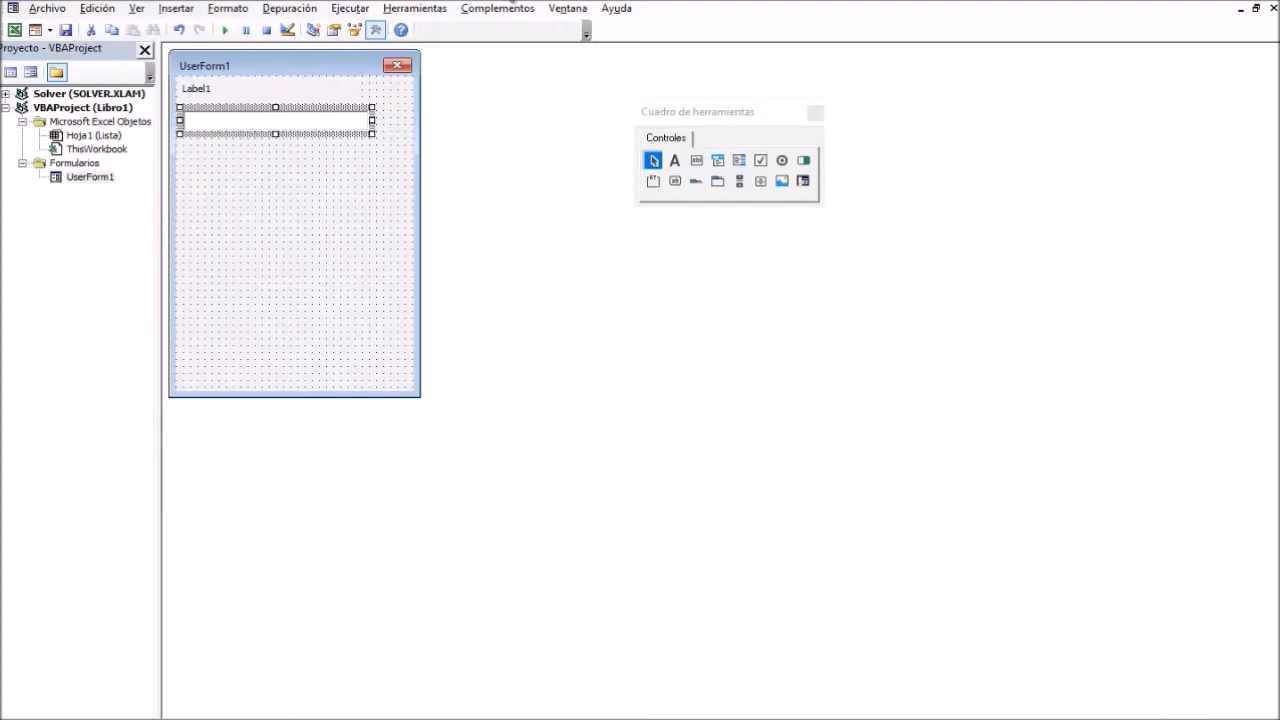 Archivo Edición Ver Insertar Formato Depuración Ejecutar Herramientas Complementos Ventana Ayuda
Proyecto - VBAProject
Solver (SOLVER.XLAM)
VBAProject (Libro1)
Microsoft Excel Objetos
Hoja1 (Lista)
ThisWorkbook
Formularios
UserForm1
UserForm1
Label1
Cuadro de herramientas
Controles